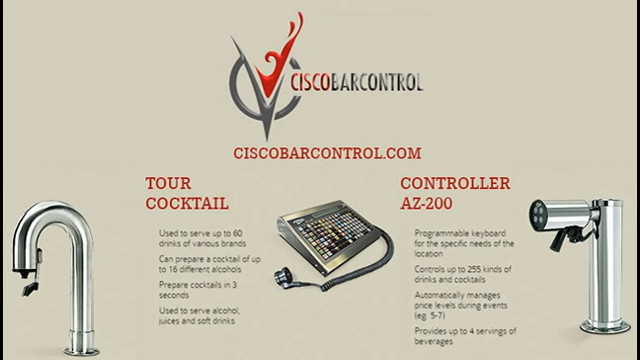 CISCOBARCONTROL
CISCOBARCONTROL.COM
TOUR
COCKTAIL
Used to serve up to 60
drinks of various brands
Can prepare a cocktail of up
to 16 different alcohols
Prepare cocktails in 3
seconds
Used to serve alcohol,
juices and soft drinks
CONTROLLER
AZ-200
Programmable keyboard
for the specific needs of the
location
Controls up to 255 kinds of
drinks and cocktails
Automatically manages
price levels during events
(eg. 5-7)
Provides up to 4 servings of
beverages